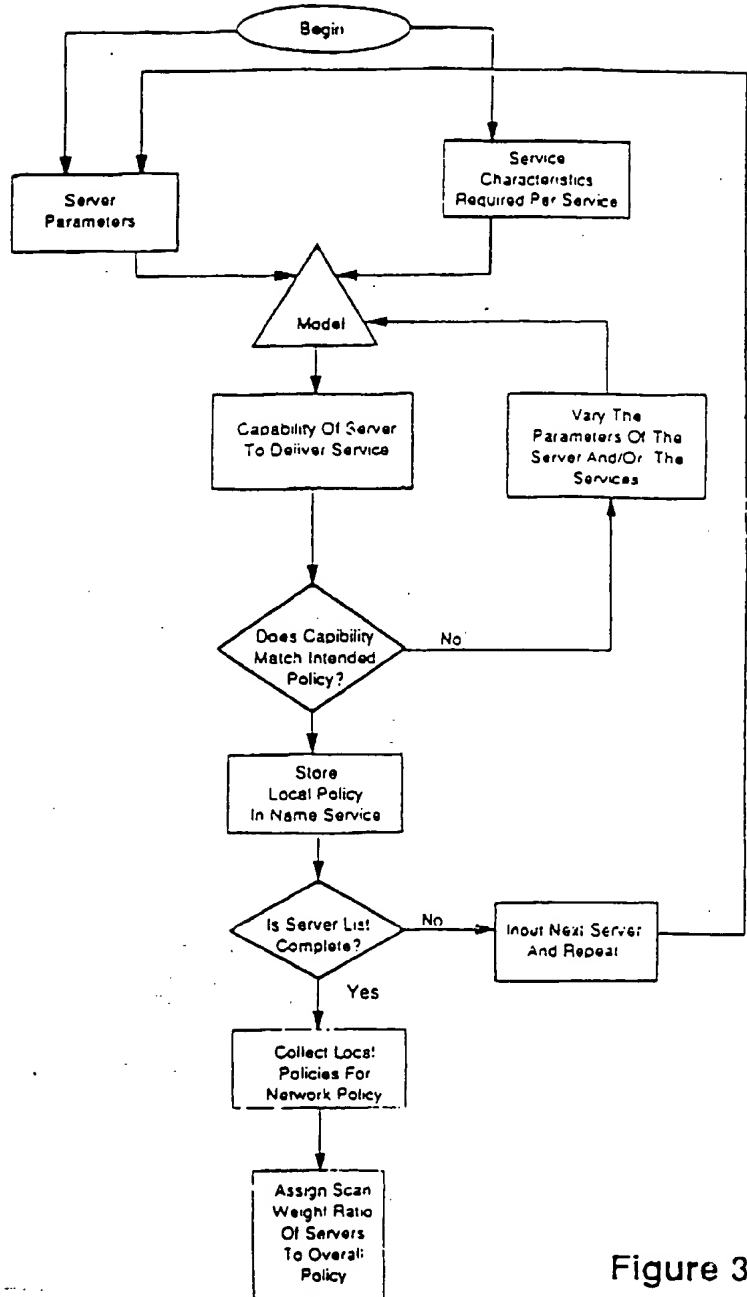 Begin
Server
Parameters
Service
Characteristics
Required Per Service
Model
Capability Of Server
To Deliver Service
Vary The
Parameters Of The
Server And/Or The
Services
Does Capibility
Match Intended
Policy?
No
Store
Local Policy
In Name Service
Is Server List
Complete?
No
Input Next Server
And Repeat
Yes
Collect Local
Policies For
Network Policy
Assign Scan
Weight Ratio
Of Servers
To Overall
Policy
Figure 3